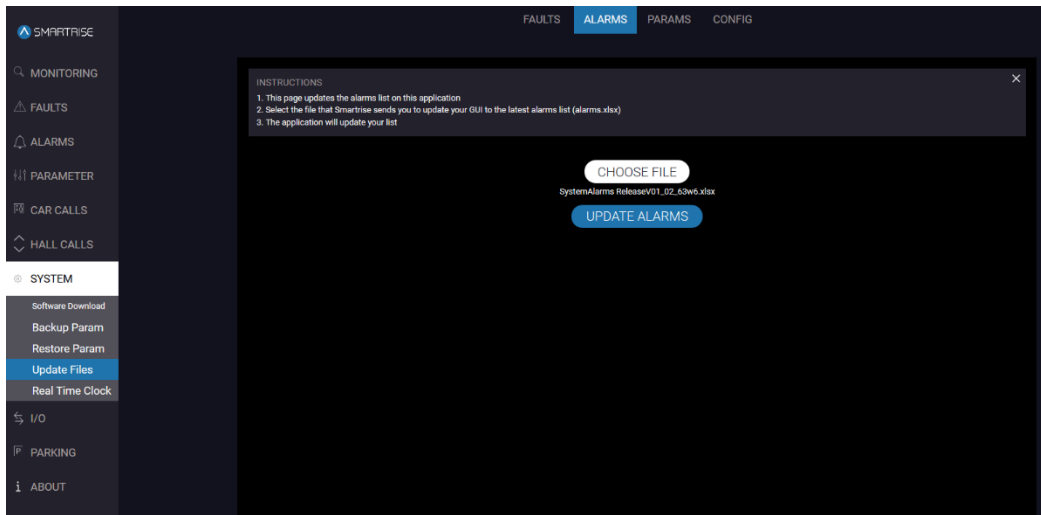 SMARTRISE
FAULTS ALARMS PARAMS CONFIG
MONITORING
FAULTS
ALARMS
PARAMETER
CAR CALLS
HALL CALLS
SYSTEM
Software Download
Backup Param
Restore Param
Update Files
Real Time Clock
I/O
PARKING
ABOUT
INSTRUCTIONS
1. This page updates the alarms list on this application
2. Select the file that Smartrise sends you to update your GUI to the latest alarms list (alarms.xlsx)
3. The application will update your list
CHOOSE FILE
SystemAlarms ReleaseV01_02_63w6.xlsx
UPDATE ALARMS